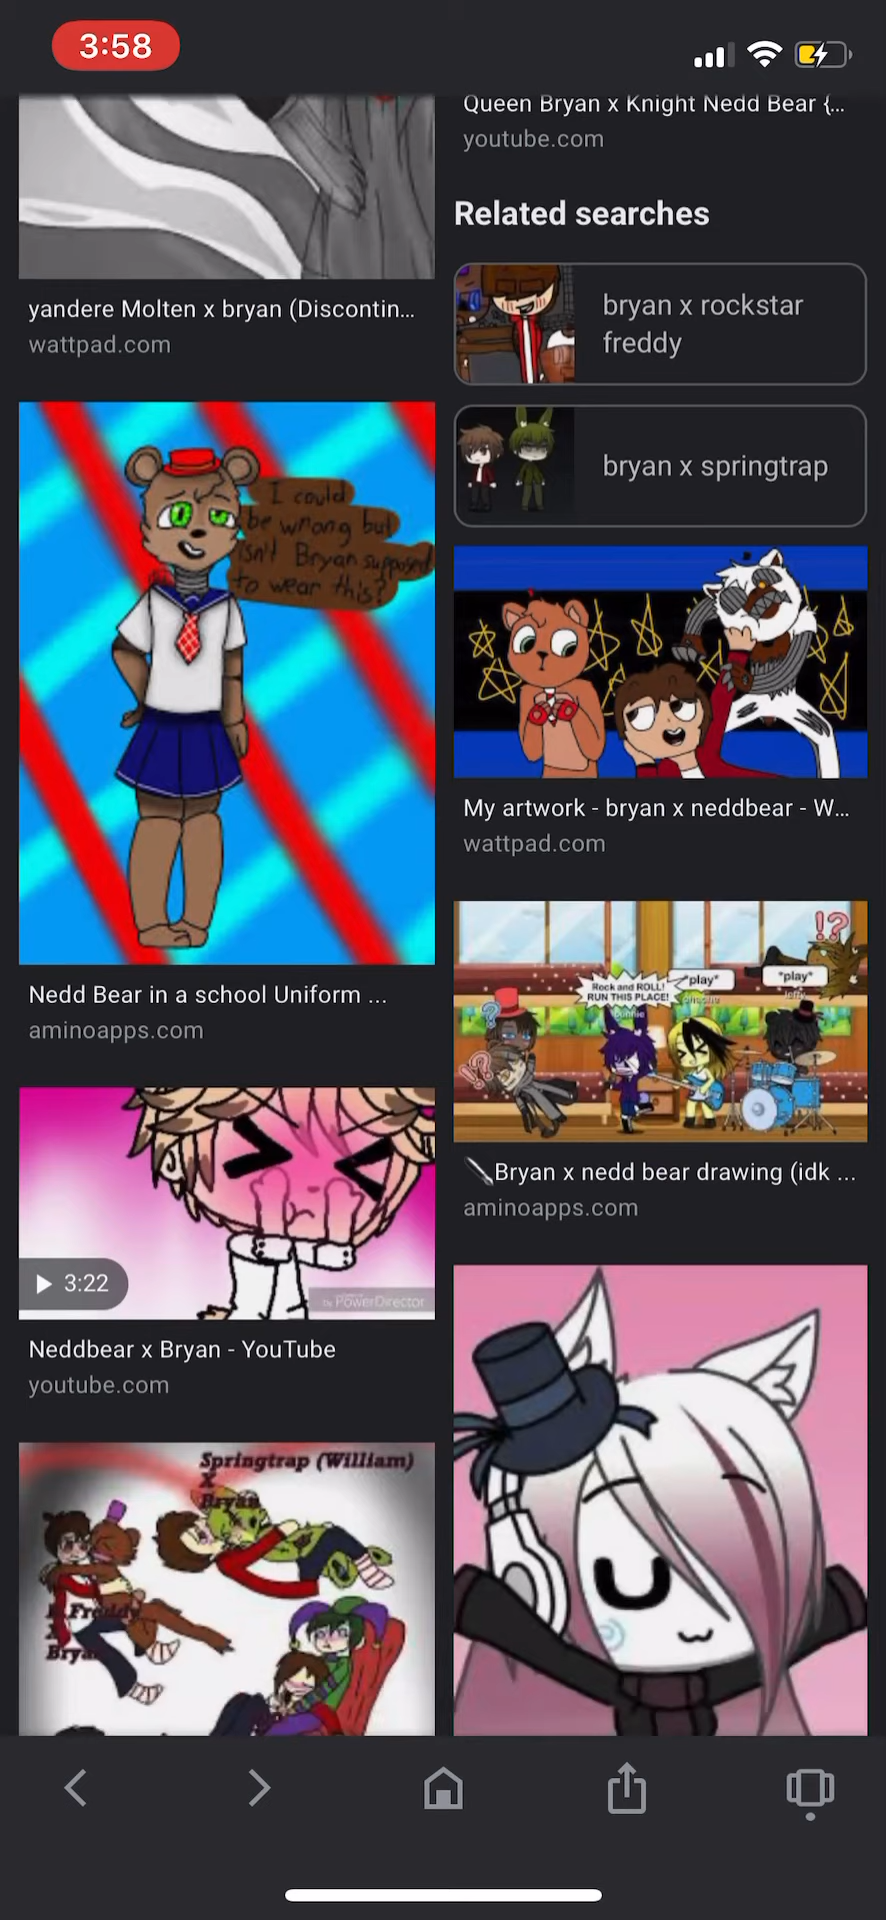 3:58
Queen Bryan x Knight Nedd Bear {...
youtube.com
Related searches
bryan x rockstar
freddy
bryan x springtrap
yandere Molten x bryan (Discontin...
wattpad.com
I could
be wrong but
isn't Bryan supposed
to wear this?
Nedd Bear in a school Uniform ...
aminoapps.com
My artwork - bryan x neddbear - W...
wattpad.com
!?
*play*
*play*
Rock and ROLL!
RUN THIS PLACE!
bonnie
?
!?
Bryan x nedd bear drawing (idk ...
aminoapps.com
3:22
PowerDirector
Neddbear x Bryan - YouTube
youtube.com
Springtrap (William)
X
Bryan
Freddy
X
Brya